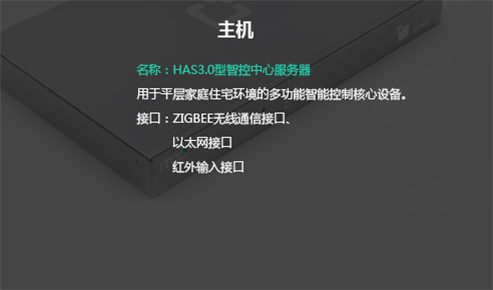 主机
名称：HAS3.0型智控中心服务器
用于平层家庭住宅环境的多功能智能控制核心设备。
接口：ZIGBEE无线通信接口、
以太网接口
红外输入接口